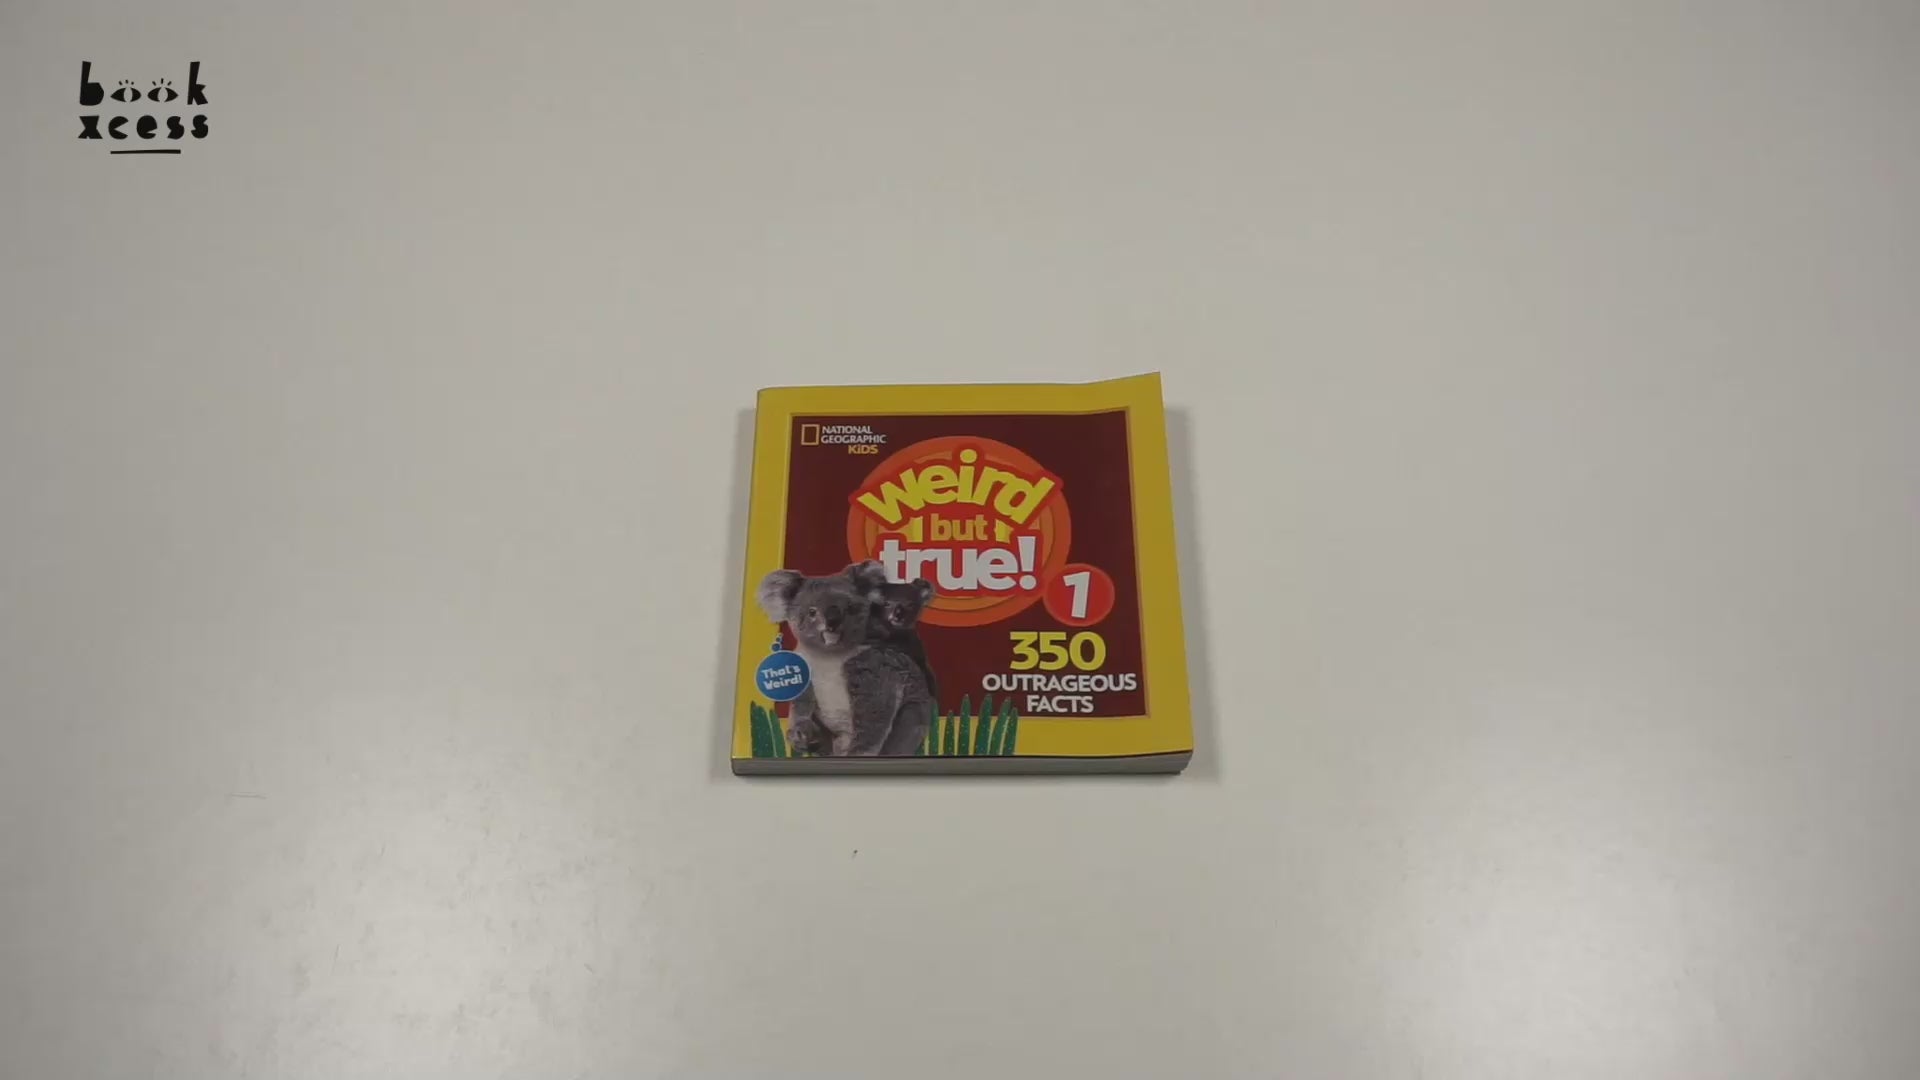 book
xcess
NATIONAL
GEOGRAPHIC
KiDS
weird
but
true!
1
350
OUTRAGEOUS
FACTS
That's
Weird!